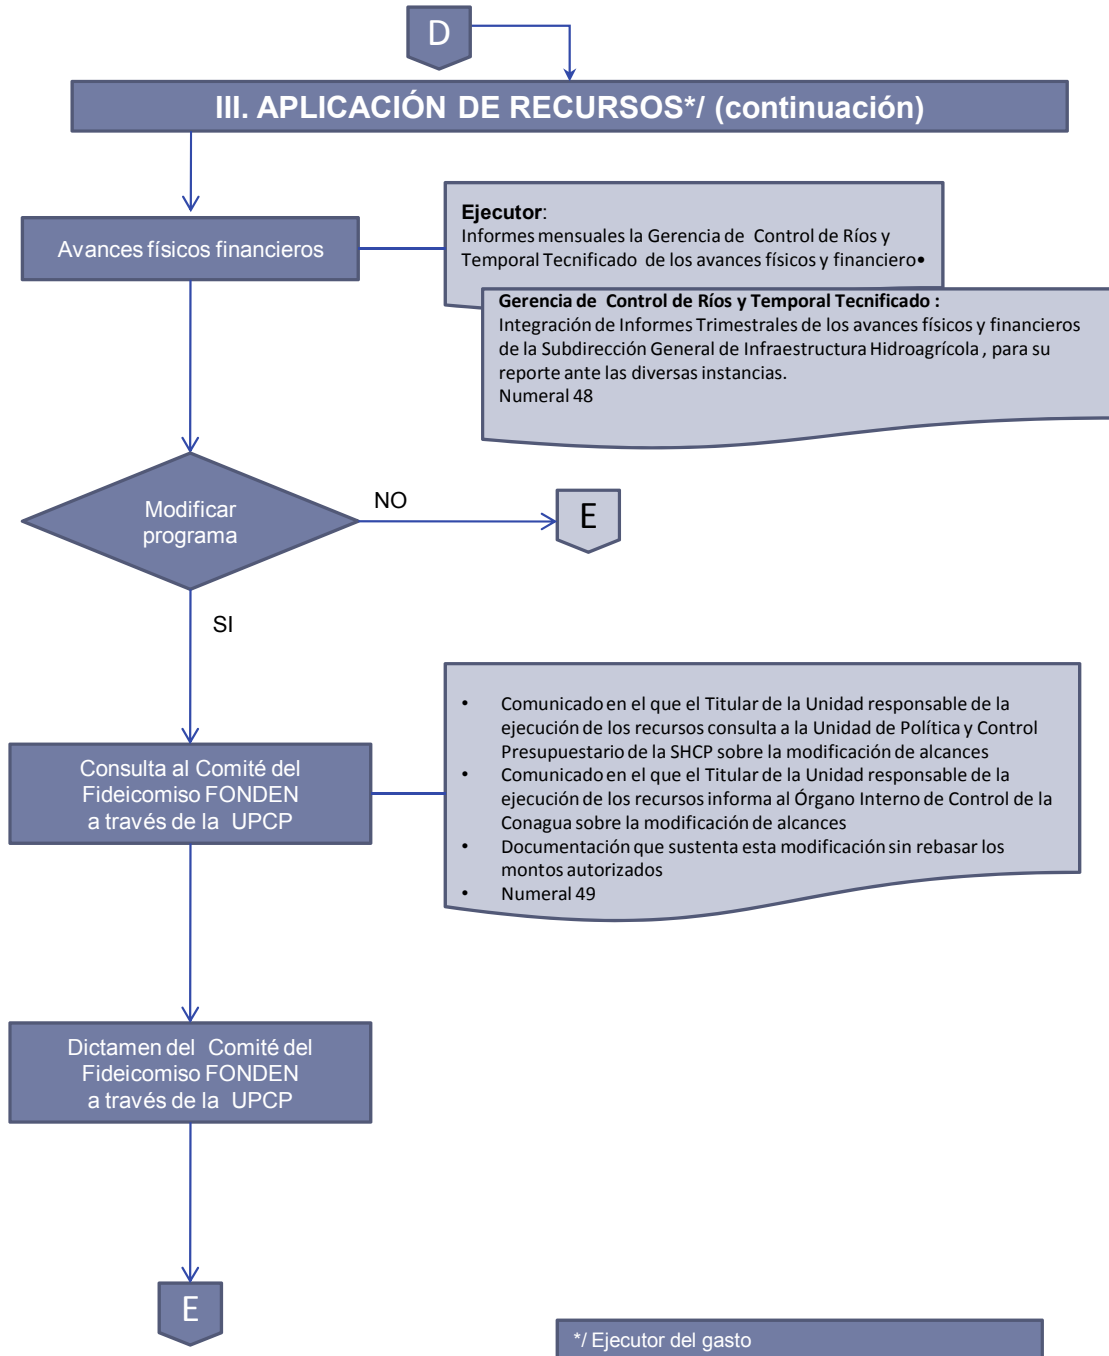 D
III. APLICACIÓN DE RECURSOS*/ (continuación)
Avances físicos financieros
Ejecutor:
Informes mensuales la Gerencia de Control de Ríos y
Temporal Tecnificado de los avances físicos y financiero•
Gerencia de Control de Ríos y Temporal Tecnificado :
Integración de Informes Trimestrales de los avances físicos y financieros
de la Subdirección General de Infraestructura Hidroagrícola , para su
reporte ante las diversas instancias.
Numeral 48
Modificar
programa
NO
E
SI
Consulta al Comité del
Fideicomiso FONDEN
a través de la UPCP
• Comunicado en el que el Titular de la Unidad responsable de la
ejecución de los recursos consulta a la Unidad de Política y Control
Presupuestario de la SHCP sobre la modificación de alcances
• Comunicado en el que el Titular de la Unidad responsable de la
ejecución de los recursos informa al Órgano Interno de Control de la
Conagua sobre la modificación de alcances
• Documentación que sustenta esta modificación sin rebasar los
montos autorizados
• Numeral 49
Dictamen del Comité del
Fideicomiso FONDEN
a través de la UPCP
E
*/ Ejecutor del gasto